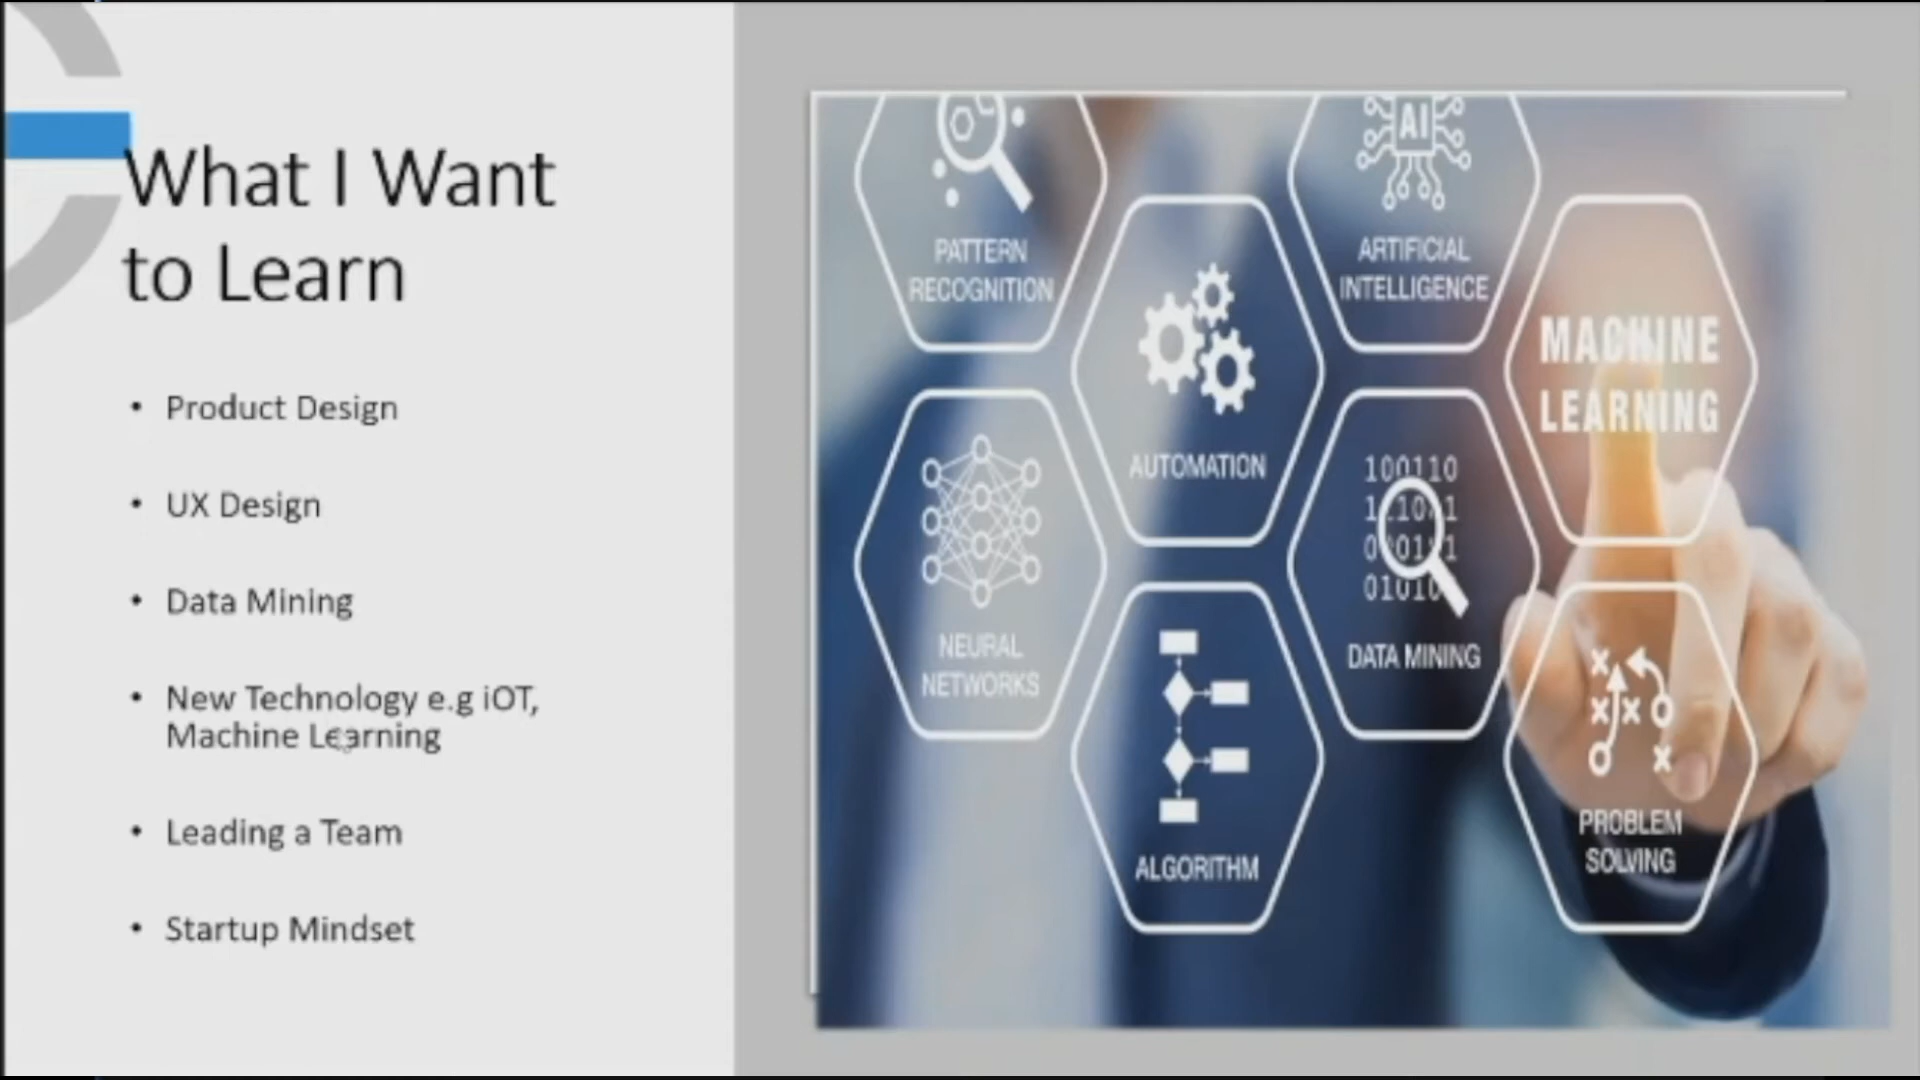 What I Want
to Learn
• Product Design
• UX Design
• Data Mining
• New Technology e.g iOT,
Machine Learning
• Leading a Team
• Startup Mindset
PATTERN
RECOGNITION
AI
ARTIFICIAL
INTELLIGENCE
AUTOMATION
MACHINE
LEARNING
NEURAL
NETWORKS
100110
DATA MINING
ALGORITHM
PROBLEM
SOLVING